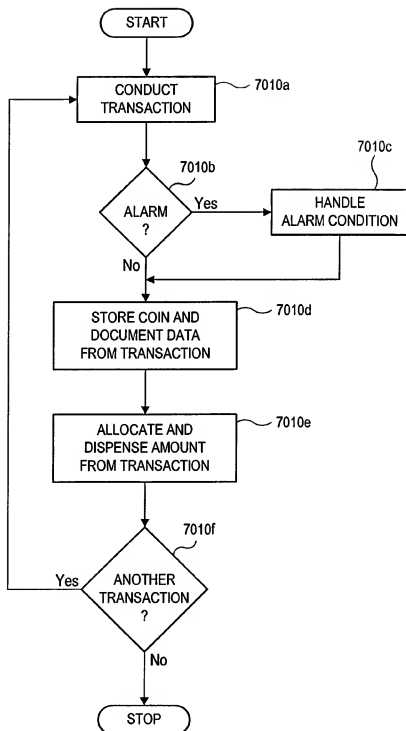 START
CONDUCT
TRANSACTION
7010a
7010b
ALARM
?
Yes
No
7010c
HANDLE
ALARM CONDITION
STORE COIN AND
DOCUMENT DATA
FROM TRANSACTION
7010d
ALLOCATE AND
DISPENSE AMOUNT
FROM TRANSACTION
7010e
7010f
ANOTHER
TRANSACTION
?
Yes
No
STOP